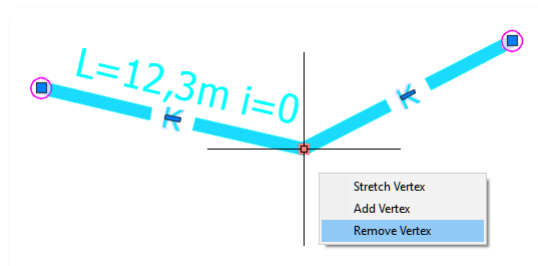 L=12,3m i=0
K
K
Stretch Vertex
Add Vertex
Remove Vertex